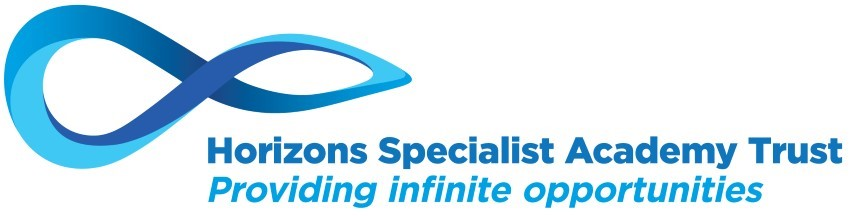 Horizons Specialist Academy Trust
Providing infinite opportunities